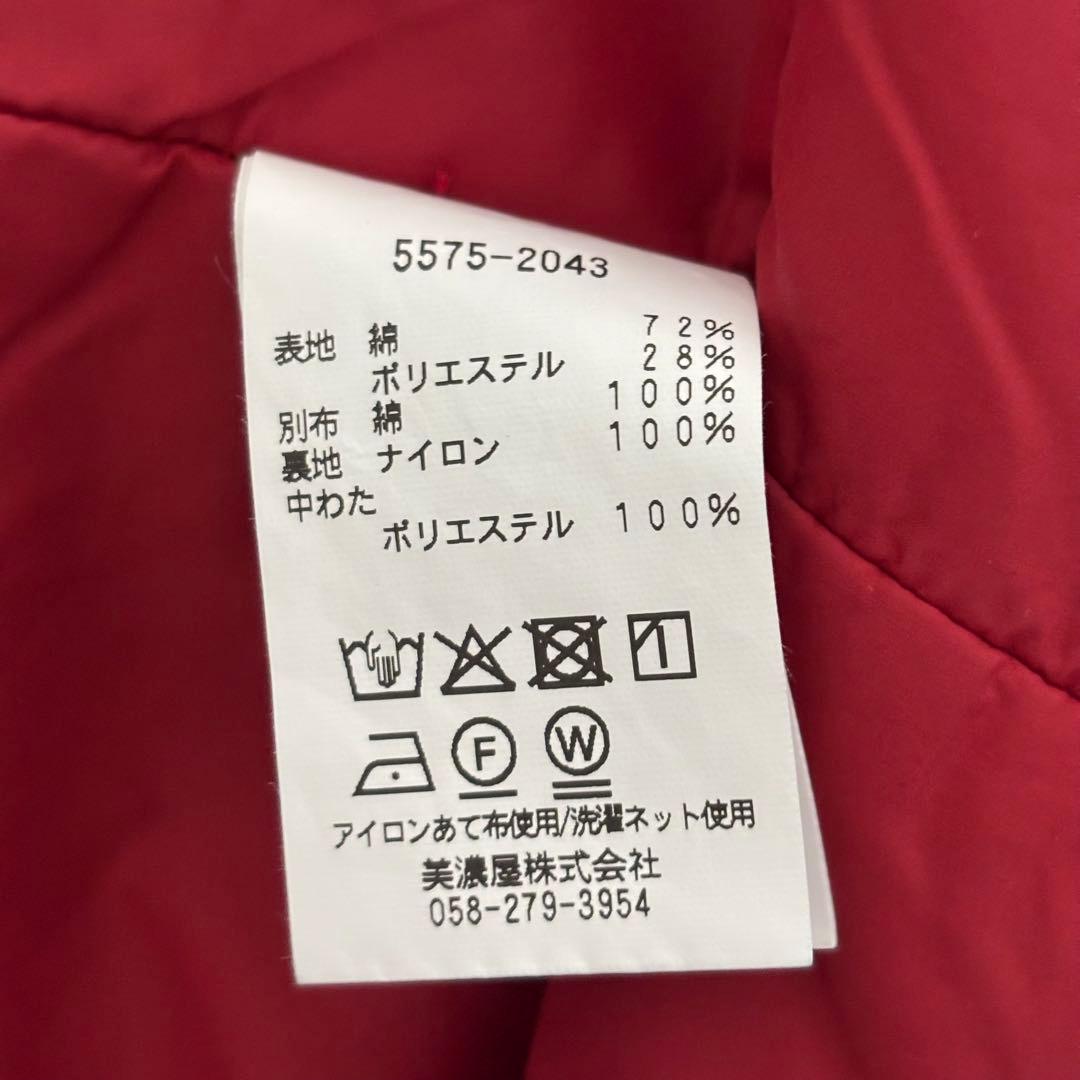 5575-2043
表地 綿 72%
ポリエステル 28%
別布 綿 100%
裏地 ナイロン 100%
中わた
ポリエステル 100%
F W
アイロンあて布使用/洗濯ネット使用
美濃屋株式会社
058-279-3954